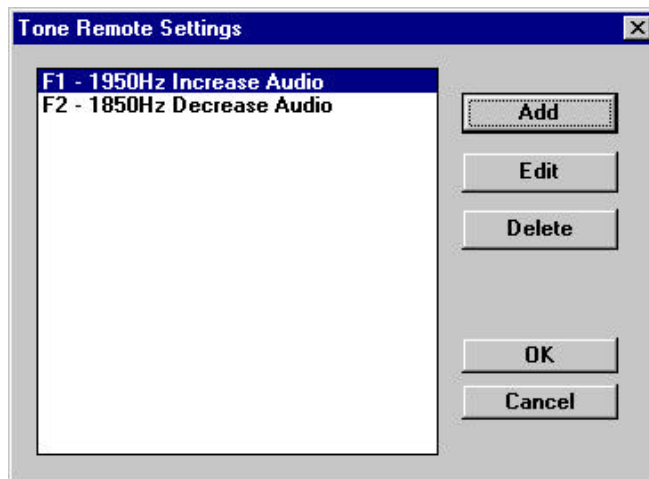 Tone Remote Settings
F1 - 1950Hz Increase Audio
F2 - 1850Hz Decrease Audio
Add
Edit
Delete
OK
Cancel